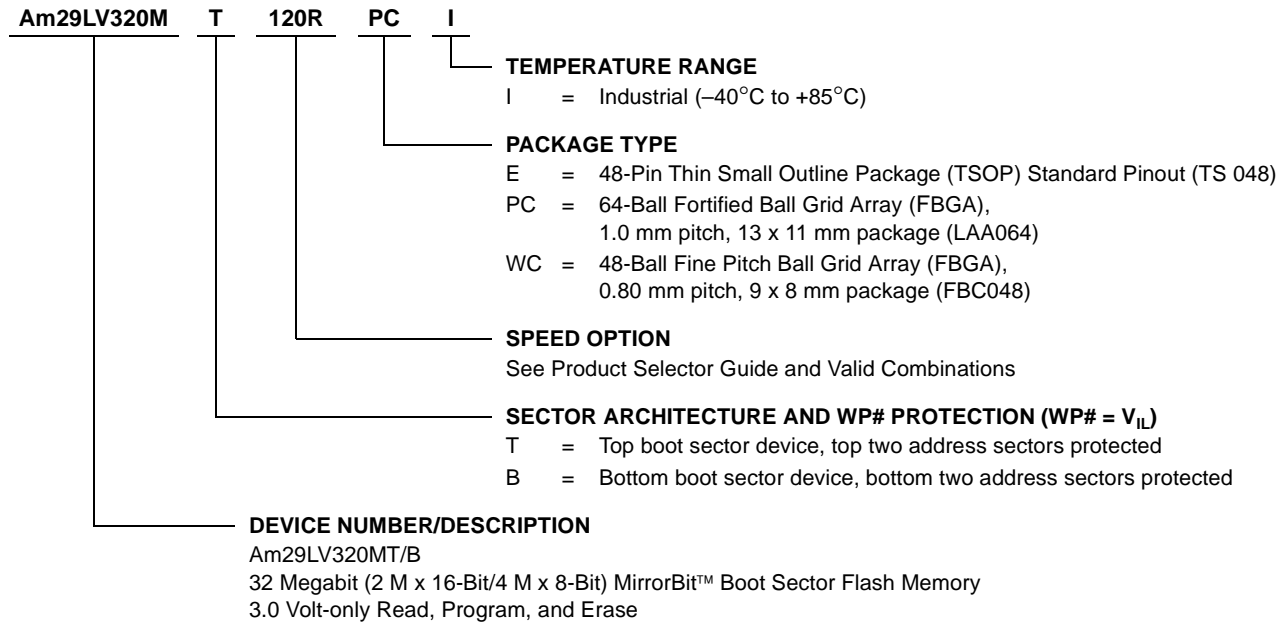 Am29LV320M T 120R PC I
TEMPERATURE RANGE
I = Industrial (–40°C to +85°C)
PACKAGE TYPE
E = 48-Pin Thin Small Outline Package (TSOP) Standard Pinout (TS 048)
PC = 64-Ball Fortified Ball Grid Array (FBGA),
1.0 mm pitch, 13 x 11 mm package (LAA064)
WC = 48-Ball Fine Pitch Ball Grid Array (FBGA),
0.80 mm pitch, 9 x 8 mm package (FBC048)
SPEED OPTION
See Product Selector Guide and Valid Combinations
SECTOR ARCHITECTURE AND WP# PROTECTION (WP# = VIL)
T = Top boot sector device, top two address sectors protected
B = Bottom boot sector device, bottom two address sectors protected
DEVICE NUMBER/DESCRIPTION
Am29LV320MT/B
32 Megabit (2 M x 16-Bit/4 M x 8-Bit) MirrorBit™ Boot Sector Flash Memory
3.0 Volt-only Read, Program, and Erase